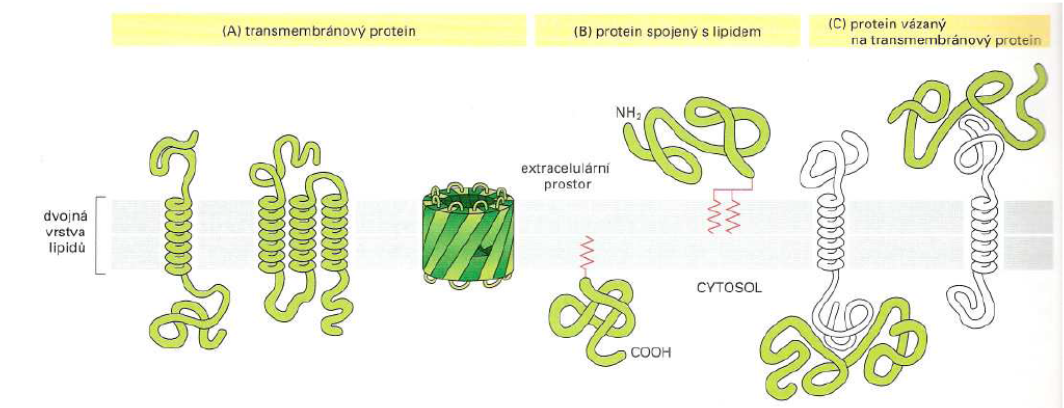 (A) transmembránový protein
(B) protein spojený s lipidem
(C) protein vázaný
na transmembránový protein
NH2
extracelulární
prostor
dvojná
vrstva
lipidů
CYTOSOL
COOH